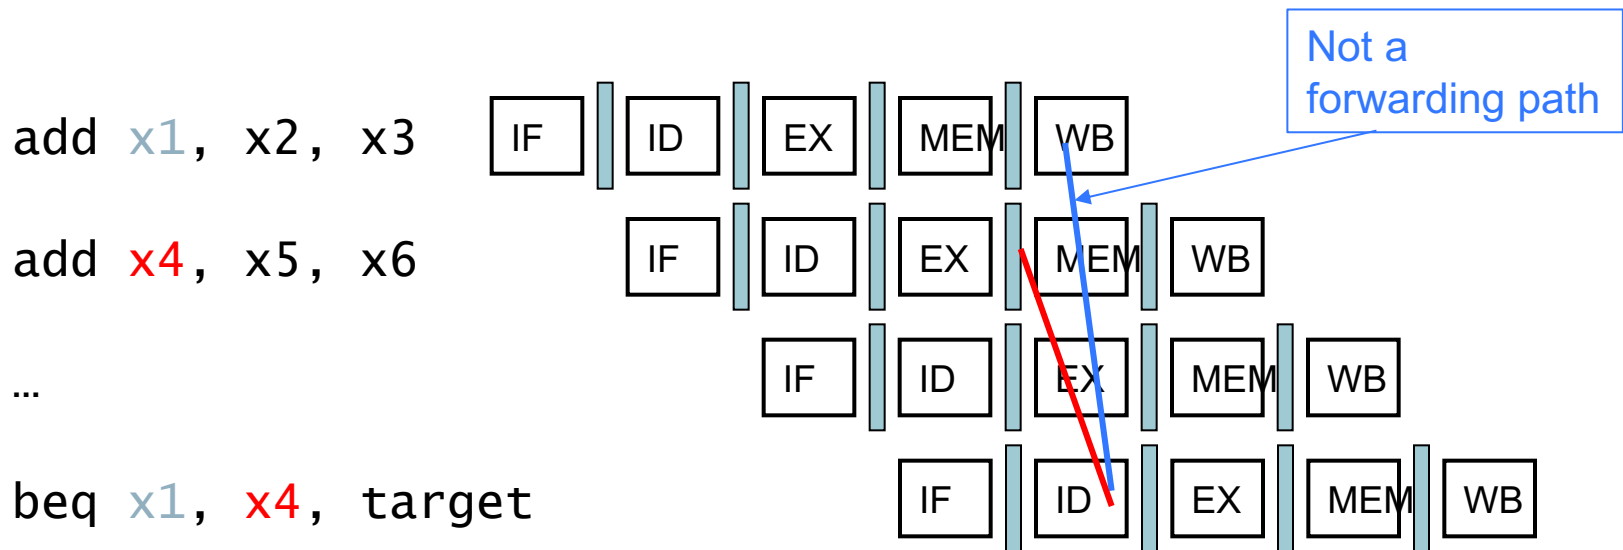 Not a
forwarding path
add x1, x2, x3 IF ID EX MEM WB
add x4, x5, x6 IF ID EX MEM WB
… IF ID EX MEM WB
beq x1, x4, target IF ID EX MEM WB